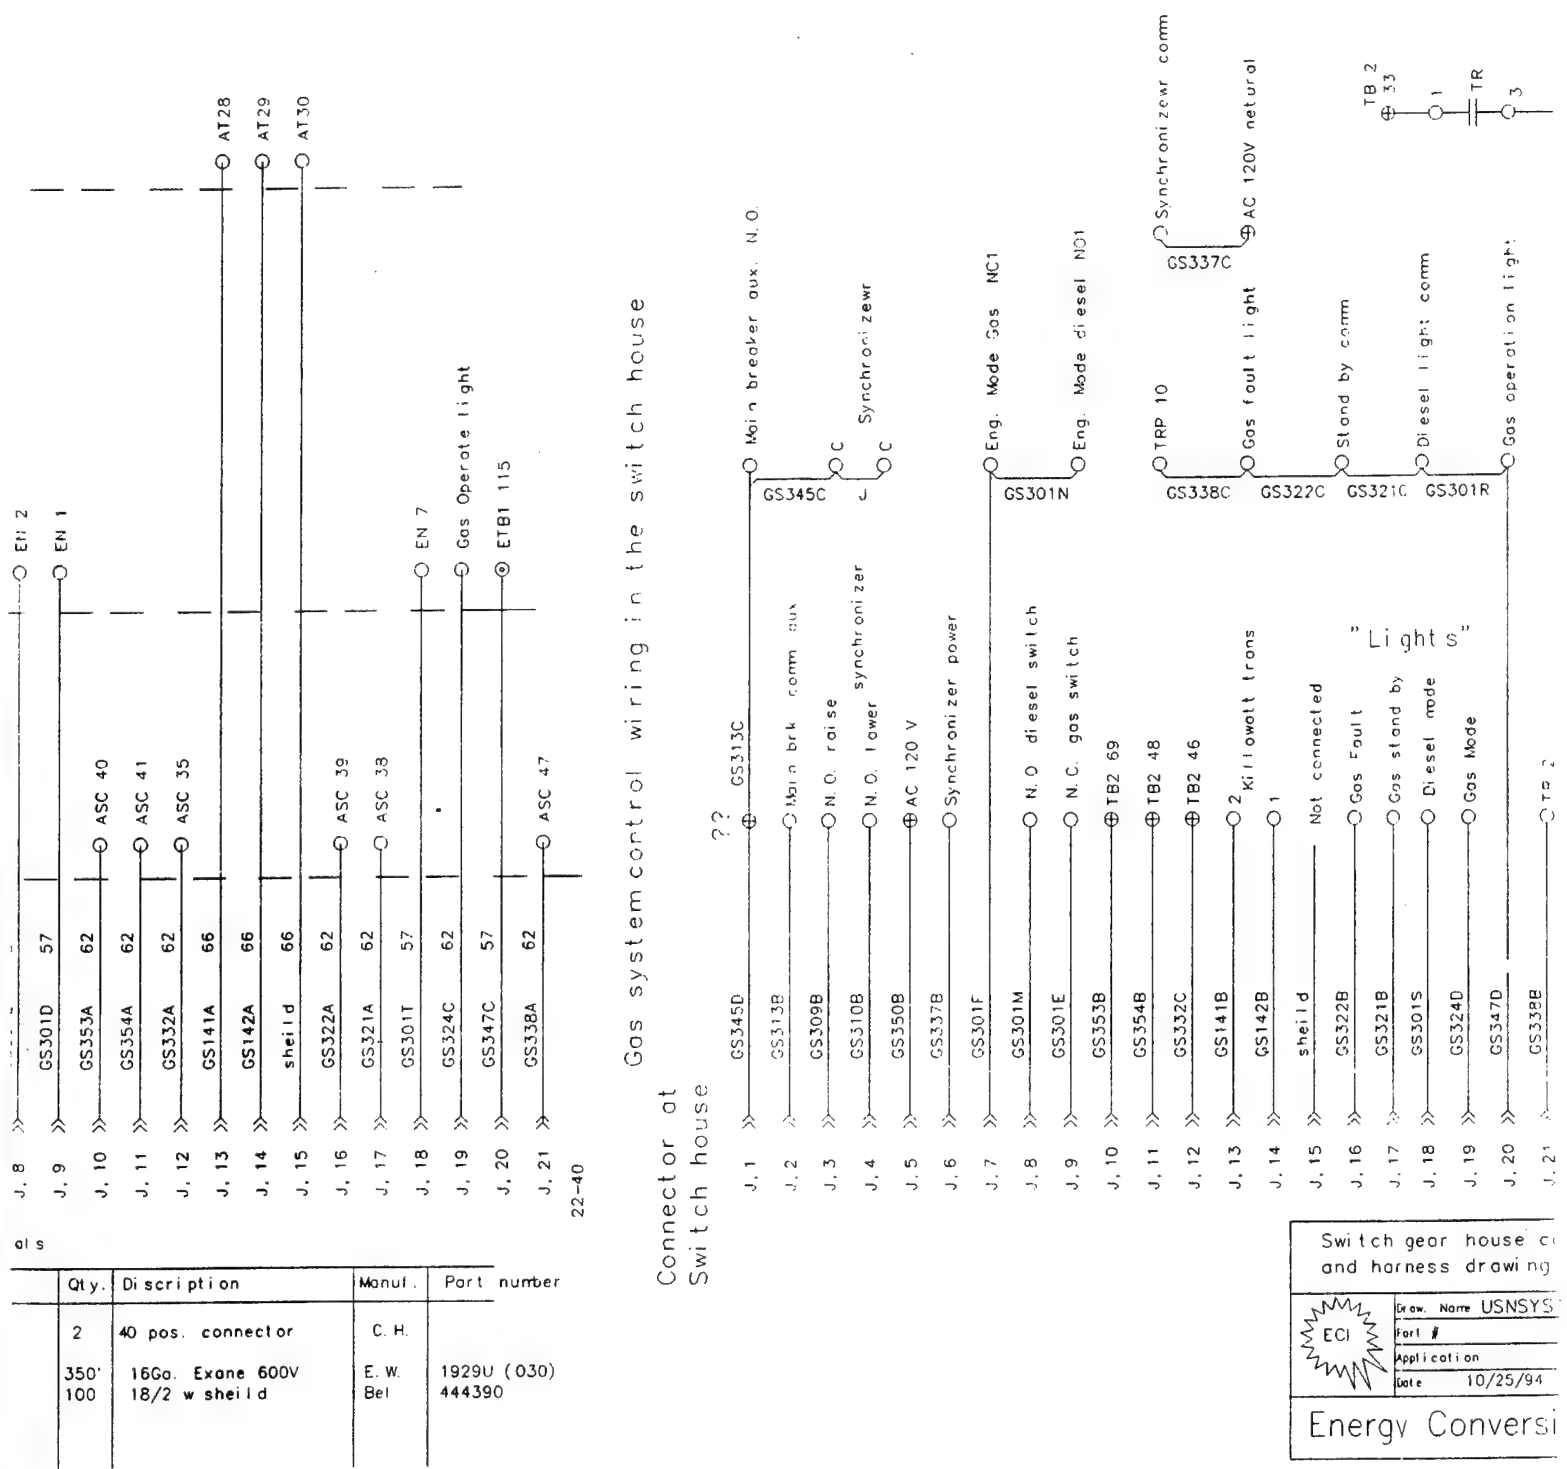 EN 2
EN 1
ASC 40
ASC 41
ASC 35
AT28
AT29
AT30
ASC 39
ASC 38
EN 7
Gas Operate light
ETB1 115
ASC 47
57
62
62
62
66
66
66
62
62
57
62
57
62
GS301D
GS353A
GS354A
GS332A
GS141A
GS142A
sheild
GS322A
GS321A
GS301T
GS324C
GS347C
GS338A
J, 8
J, 9
J, 10
J, 11
J, 12
J, 13
J, 14
J, 15
J, 16
J, 17
J, 18
J, 19
J, 20
J, 21
22-40
Gas system control wiring in the switch house
Connector at
Switch house
Synchronizewr comm
AC 120V netural
GS337C
TB 2
33
1
TR
3
Main breaker aux. N.O.
C
C
Synchronizewr
GS345C
J
Eng. Mode Gas NC1
Eng. Mode diesel NO1
GS301N
TRP 10
Gas fault light
Stand by comm
Diesel light comm
Gas operation light
GS338C
GS322C
GS321C
GS301R
??
GS313C
Main brk comm aux
N.O. raise
N.O. lower
synchronizer
AC 120 V
Synchronizer power
N.O diesel switch
N.C. gas switch
TB2 69
TB2 48
TB2 46
2
Killowatt trans
1
Not connected
"Lights"
Gas Fault
Gas stand by
Diesel mode
Gas Mode
GS345D
GS313B
GS309B
GS310B
GS350B
GS337B
GS301F
GS301M
GS301E
GS353B
GS354B
GS332C
GS141B
GS142B
sheild
GS322B
GS321B
GS301S
GS324D
GS347D
GS338B
J, 1
J, 2
J, 3
J, 4
J, 5
J, 6
J, 7
J, 8
J, 9
J, 10
J, 11
J, 12
J, 13
J, 14
J, 15
J, 16
J, 17
J, 18
J, 19
J, 20
J, 21
als
Qty. Discription Manuf. Part number
2 40 pos. connector C. H.
350' 16Ga. Exane 600V E. W. 1929U (030)
100 18/2 w sheild Bel 444390
Switch gear house
and harness drawing
ECI
Draw. Name USNSYS
Part #
Application
Date 10/25/94
Energy Conversi